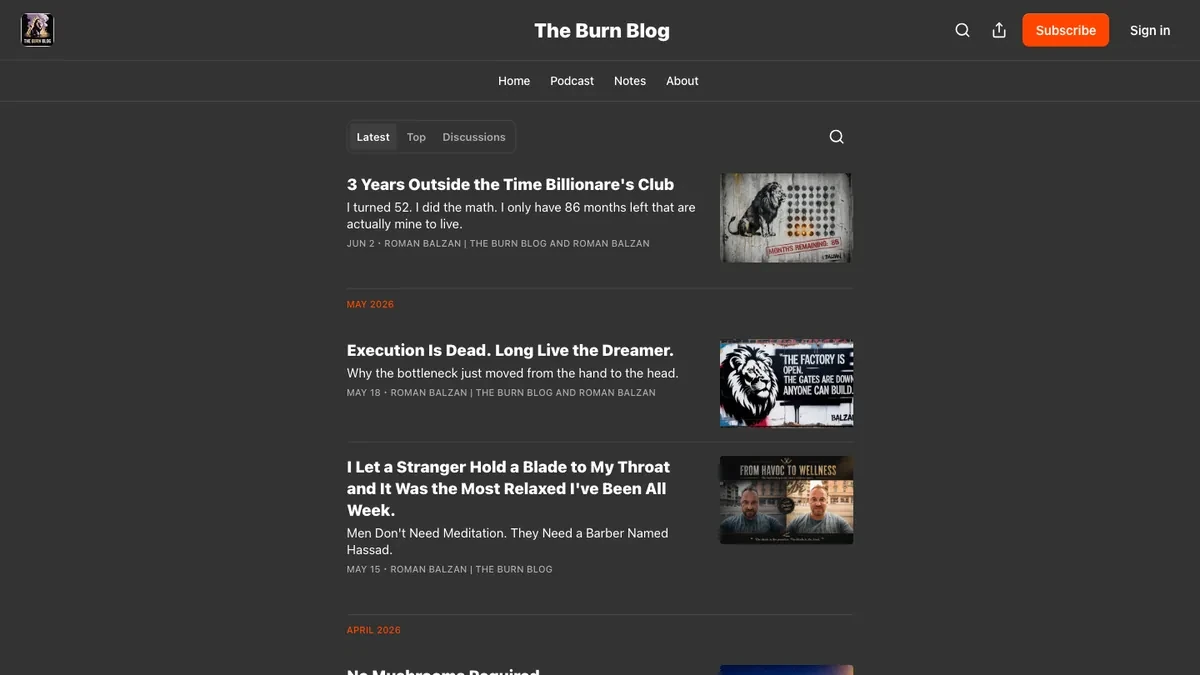 THE BURN BLOG
The Burn Blog
Subscribe
Sign in
Home
Podcast
Notes
About
Latest
Top
Discussions
3 Years Outside the Time Billionare's Club
I turned 52. I did the math. I only have 86 months left that are
actually mine to live.
JUN 2 • ROMAN BALZAN | THE BURN BLOG AND ROMAN BALZAN
MONTHS REMAINING: 86
MAY 2026
Execution Is Dead. Long Live the Dreamer.
Why the bottleneck just moved from the hand to the head.
MAY 18 • ROMAN BALZAN | THE BURN BLOG AND ROMAN BALZAN
THE FACTORY IS
OPEN.
THE GATES ARE DOWN
ANYONE CAN BUILD.
BALZA
I Let a Stranger Hold a Blade to My Throat
and It Was the Most Relaxed I've Been All
Week.
Men Don't Need Meditation. They Need a Barber Named
Hassad.
MAY 15 • ROMAN BALZAN | THE BURN BLOG
FROM HAVOC TO WELLNESS
APRIL 2026
No Mushrooms Required